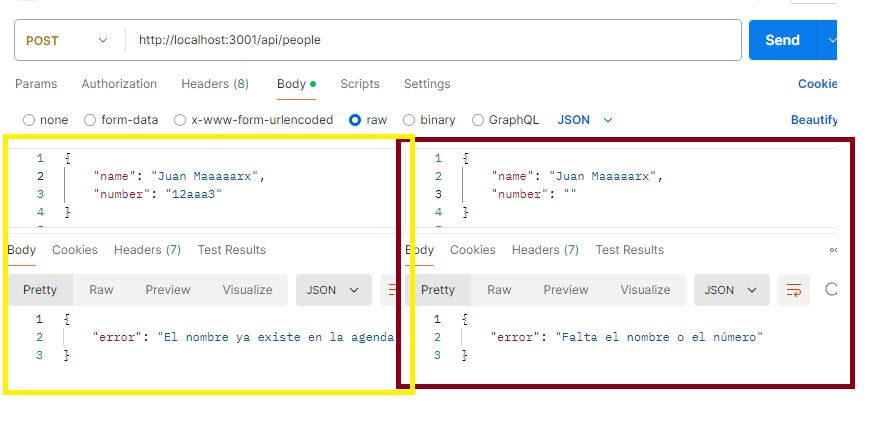 POST http://localhost:3001/api/people Send
Params Authorization Headers (8) Body Scripts Settings Cookie
none form-data x-www-form-urlencoded raw binary GraphQL JSON Beautify
1 {
2 "name": "Juan Maaaaarx",
3 "number": "12aaa3"
4 }
Body Cookies Headers (7) Test Results
Pretty Raw Preview Visualize JSON
1 {
2 "error": "El nombre ya existe en la agenda
3 }
1 {
2 "name": "Juan Maaaaarx",
3 "number": ""
4 }
Body Cookies Headers (7) Test Results
Pretty Raw Preview Visualize JSON
1 {
2 "error": "Falta el nombre o el número"
3 }